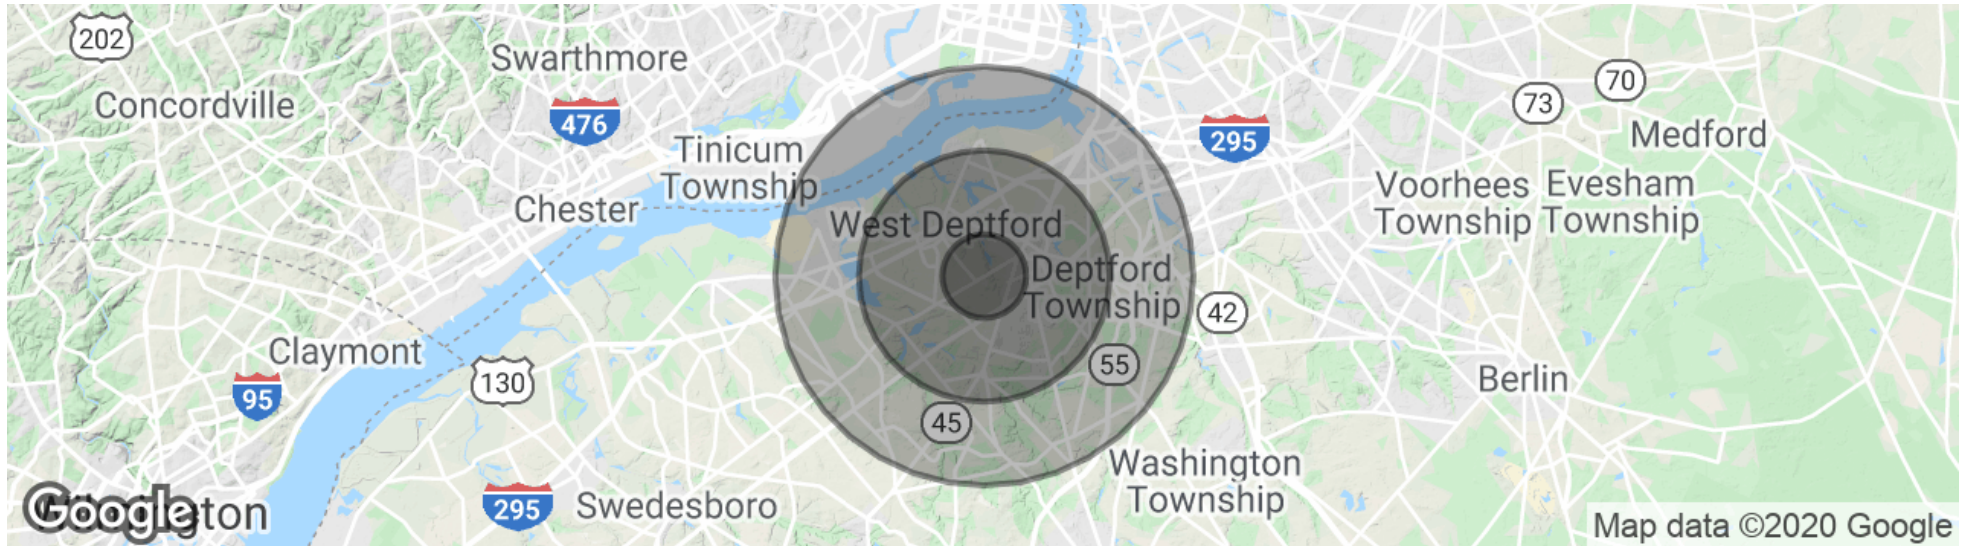 202
Swarthmore
70
Concordville
73
476
295
Medford
Tinicum
Township
Voorhees
Township
Evesham
Township
Chester
West Deptford
Deptford
Township
42
Claymont
55
130
95
Berlin
45
Washington
Township
295
Swedesboro
Wilmington
Google
Map data ©2020 Google